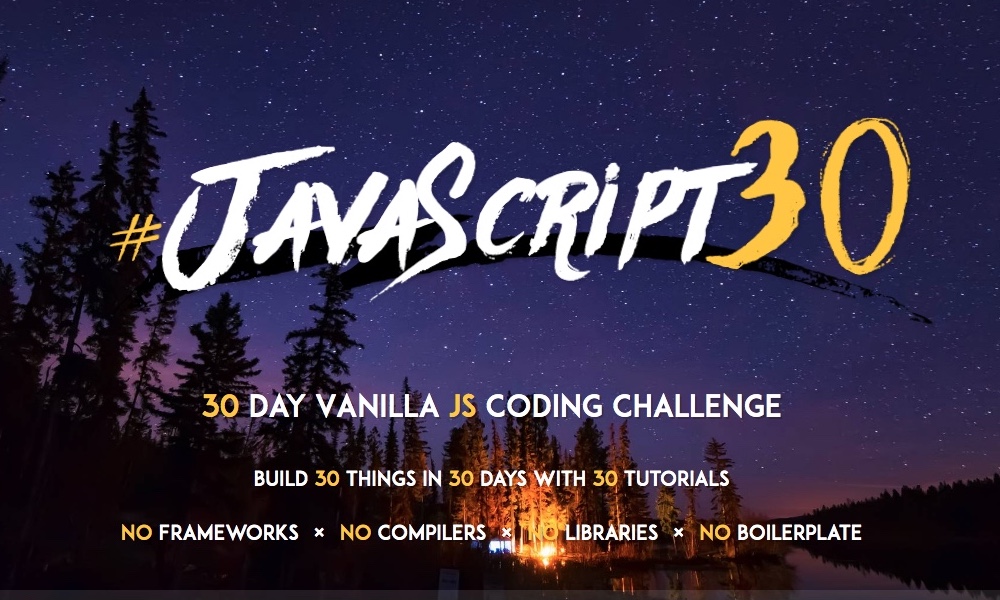 #JavaScript30
30 DAY VANILLA JS CODING CHALLENGE
BUILD 30 THINGS IN 30 DAYS WITH 30 TUTORIALS
NO FRAMEWORKS × NO COMPILERS × NO LIBRARIES × NO BOILERPLATE